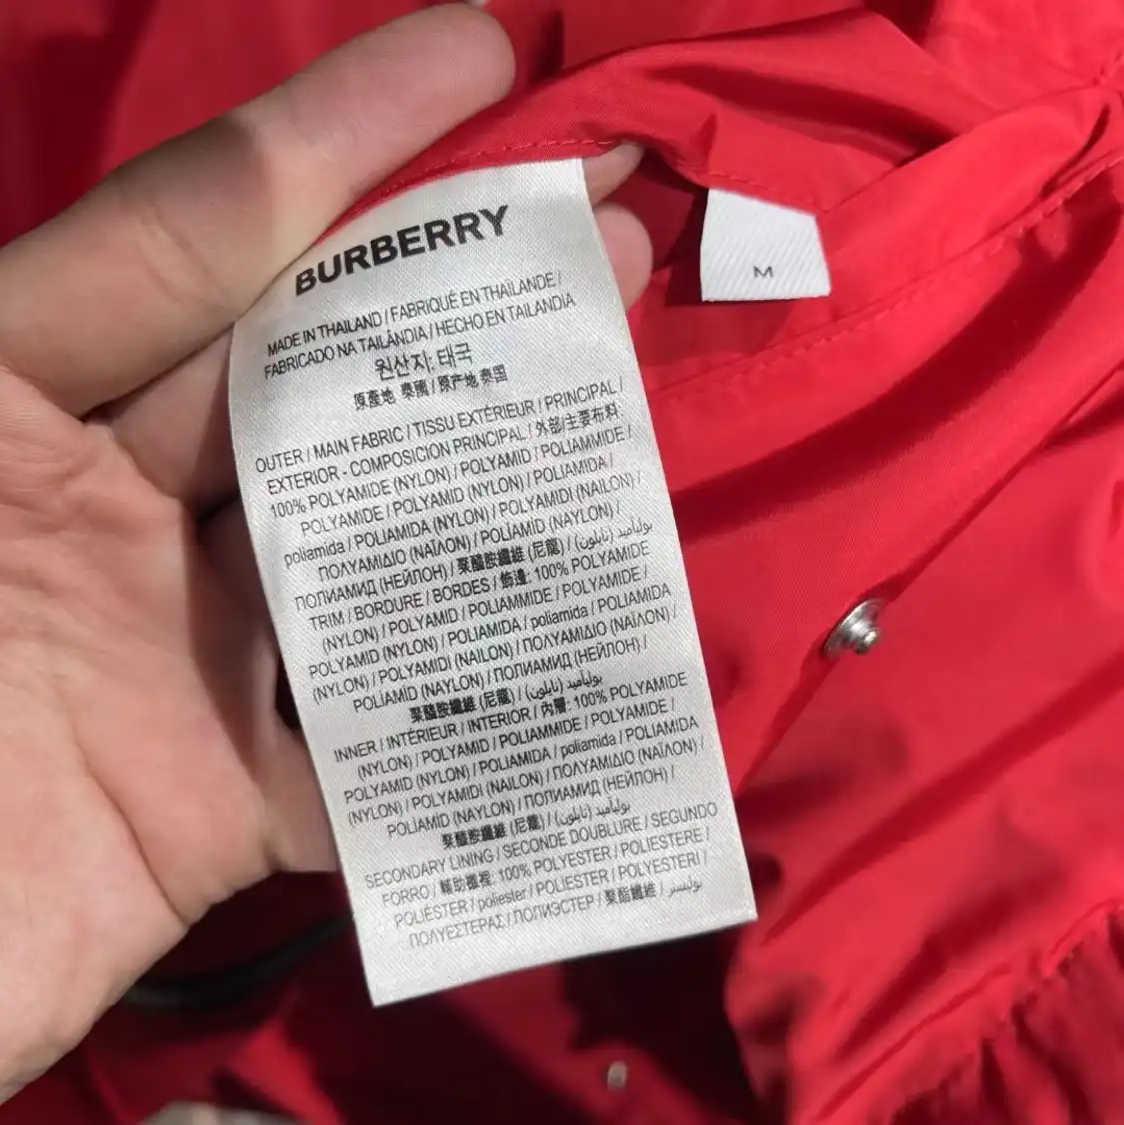 BURBERRY
MADE IN THAILAND / FABRIQUÉ EN THAÏLANDE /
FABRICADO NA TAILÂNDIA / HECHO EN TAILANDIA
원산지: 태국
原產地 泰國 / 原产地 泰国
OUTER / MAIN FABRIC / TISSU EXTÉRIEUR / PRINCIPAL /
EXTERIOR - COMPOSICION PRINCIPAL / 外部/主要布料:
100% POLYAMIDE (NYLON) / POLYAMID / POLIAMMIDE /
POLYAMIDE / POLYAMID (NYLON) / POLIAMIDA /
poliamida / POLIAMIDA (NYLON) / POLYAMIDI (NAILON) /
ΠΟΛΥΑΜΙΔΙΟ (ΝΑΪΛΟΝ) / POLİAMİD (NAYLON) /
ПОЛИАМИД (НЕЙЛОН) / 聚醯胺纖維 (尼龍) / بولياميد (نايلون)
TRIM / BORDURE / BORDES / 飾邊: 100% POLYAMIDE
(NYLON) / POLYAMID / POLIAMMIDE / POLYAMIDE /
POLYAMID (NYLON) / POLIAMIDA / poliamida / POLIAMIDA
(NYLON) / POLYAMIDI (NAILON) / ΠΟΛΥΑΜΙΔΙΟ (ΝΑΪΛΟΝ) /
POLİAMİD (NAYLON) / ПОЛИАМИД (НЕЙЛОН) /
聚醯胺纖維 (尼龍) / بولياميد (نايلون)
INNER / INTÉRIEUR / INTERIOR / 內層: 100% POLYAMIDE
(NYLON) / POLYAMID / POLIAMMIDE / POLYAMIDE /
POLYAMID (NYLON) / POLIAMIDA / poliamida / POLIAMIDA
(NYLON) / POLYAMIDI (NAILON) / ΠΟΛΥΑΜΙΔΙΟ (ΝΑΪΛΟΝ) /
POLİAMİD (NAYLON) / ПОЛИАМИД (НЕЙЛОН) /
聚醯胺纖維 (尼龍) / بولياميد (نايلون)
SECONDARY LINING / SECONDE DOUBLURE / SEGUNDO
FORRO / 輔助襯裡: 100% POLYESTER / POLIESTERE /
POLIÉSTER / poliester / POLIESTER / POLYESTERI /
ΠΟΛΥΕΣΤΕΡΑΣ / ПОЛИЭСТЕР / 聚酯纖維 / بوليستر
M